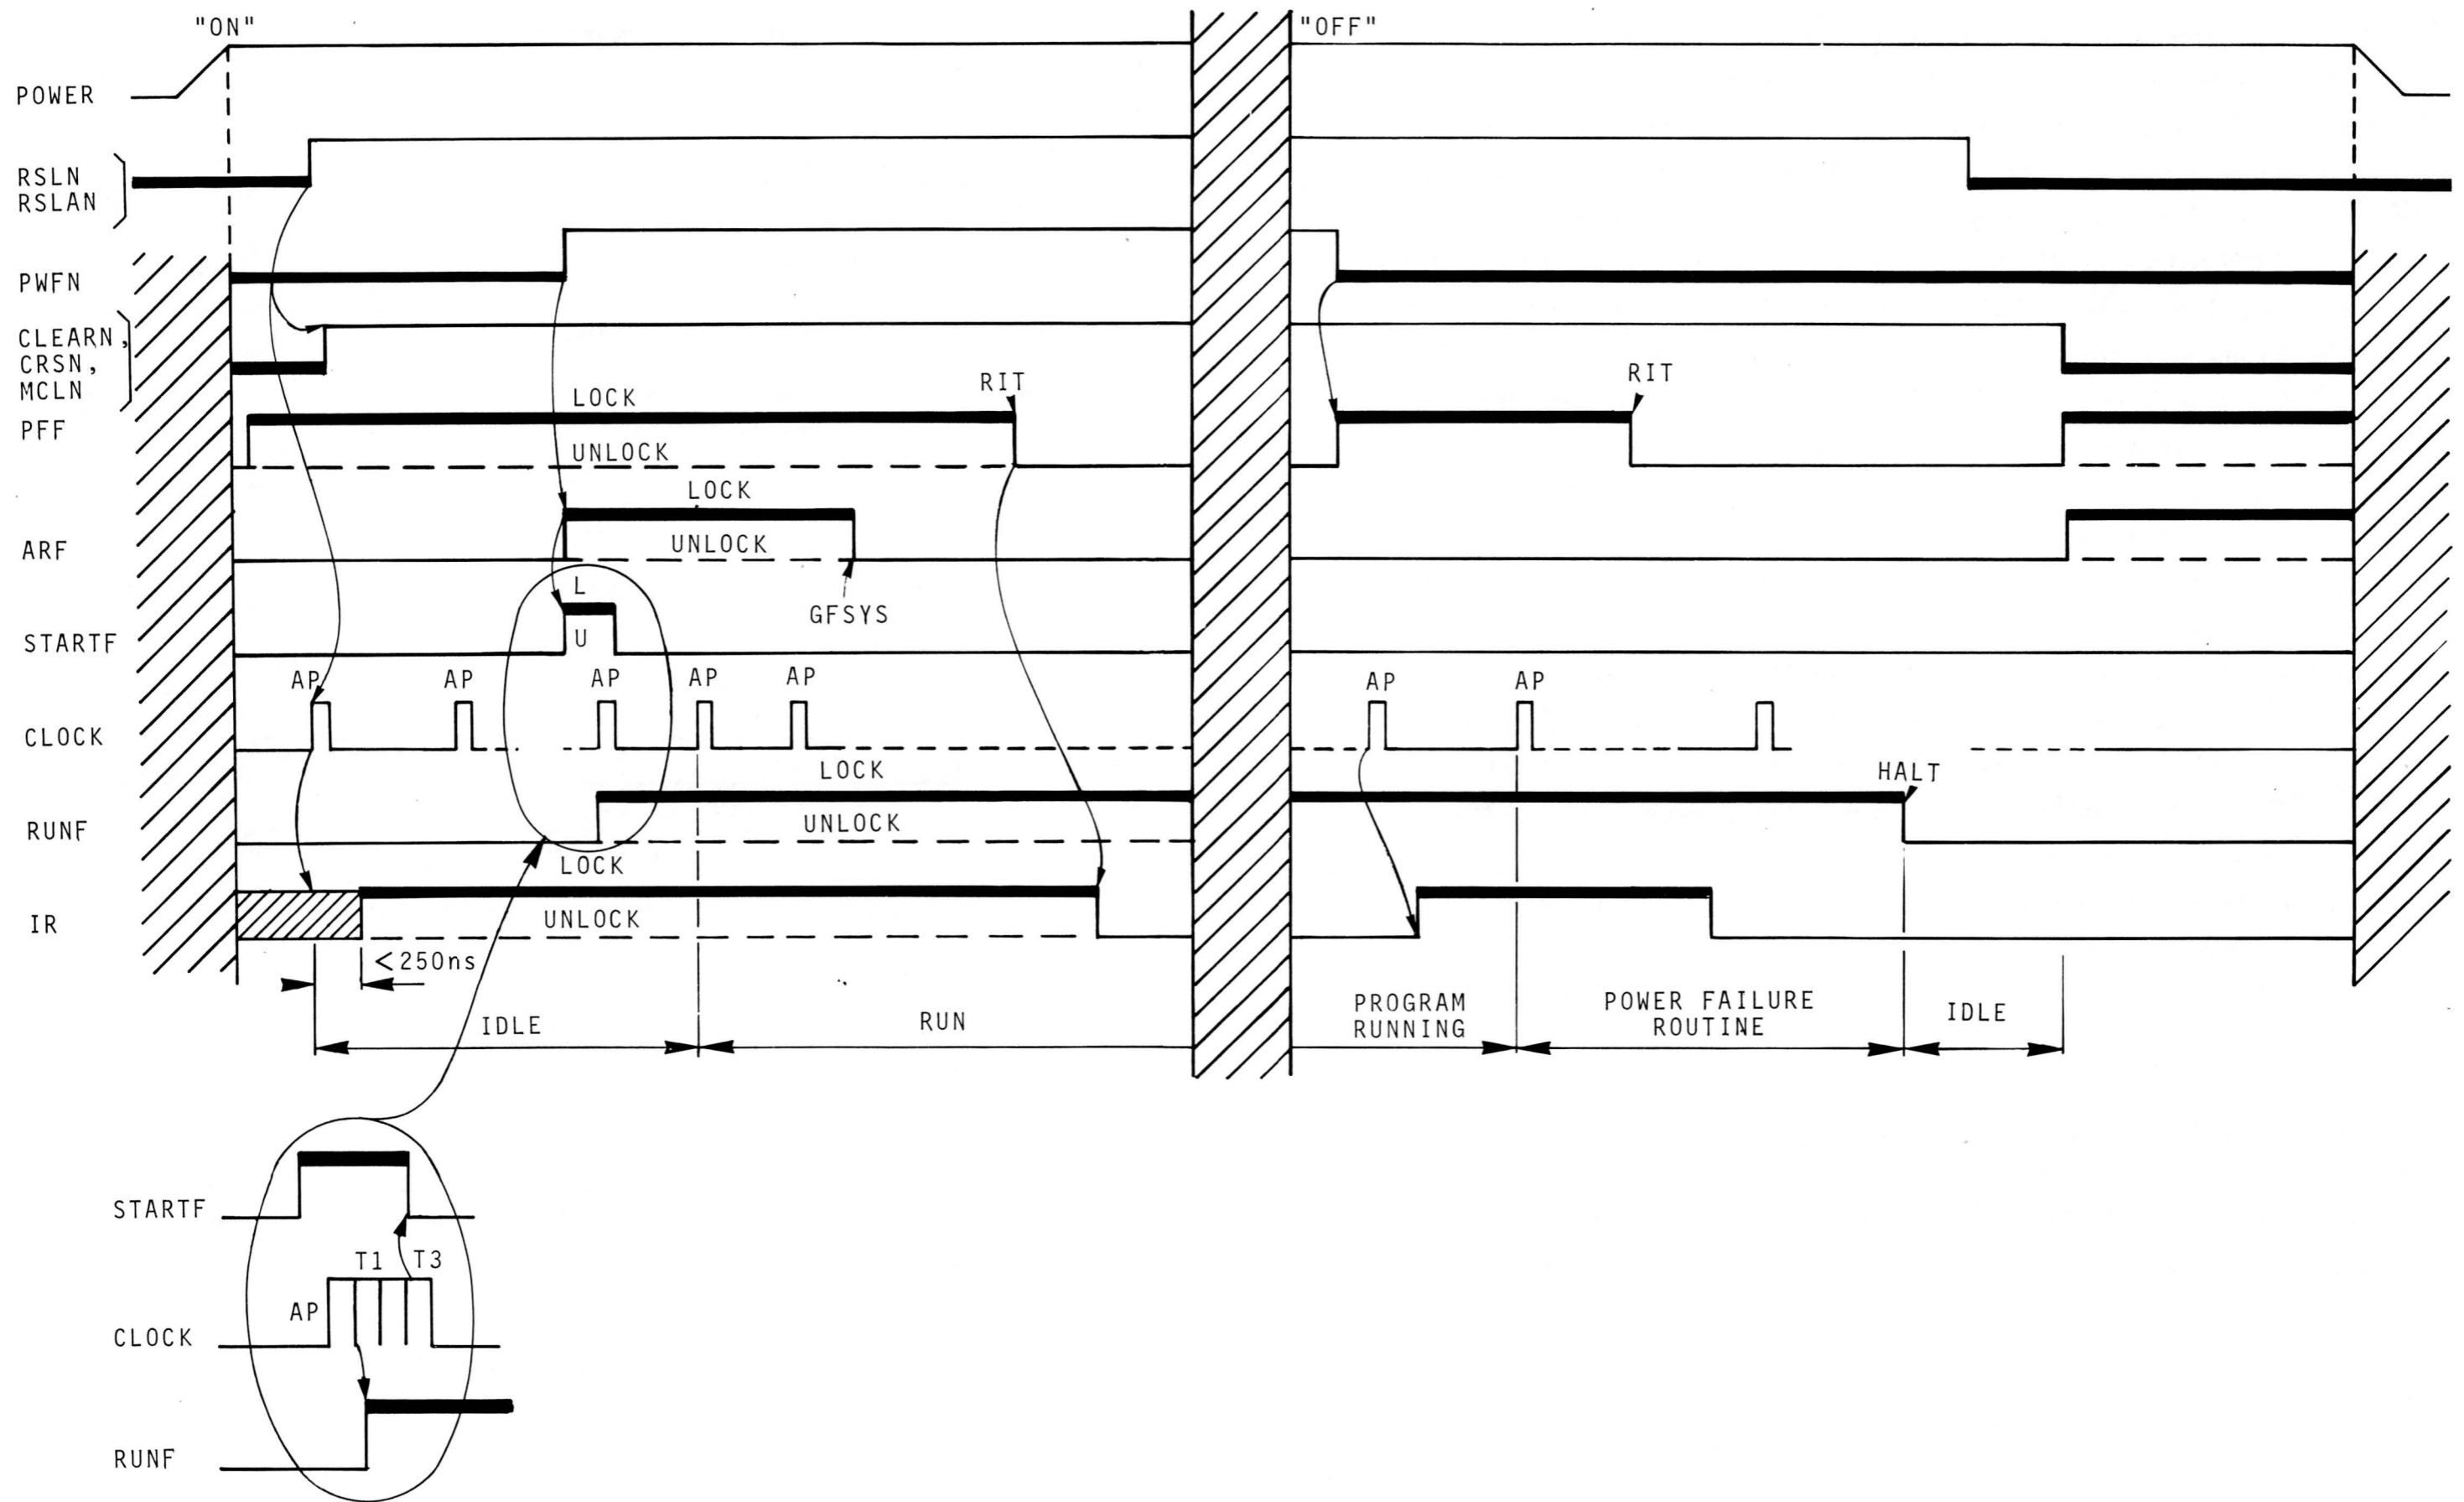 "ON"
"OFF"
POWER
RSLN
RSLAN
PWFN
CLEARN,
CRSN,
MCLN
LOCK
RIT
RIT
PFF
UNLOCK
LOCK
ARF
UNLOCK
L
GFSYS
STARTF
U
AP
AP
AP
AP
AP
AP
AP
CLOCK
LOCK
HALT
RUNF
UNLOCK
LOCK
IR
UNLOCK
<250ns
IDLE
RUN
PROGRAM
RUNNING
POWER FAILURE
ROUTINE
IDLE
STARTF
T1 T3
AP
CLOCK
RUNF